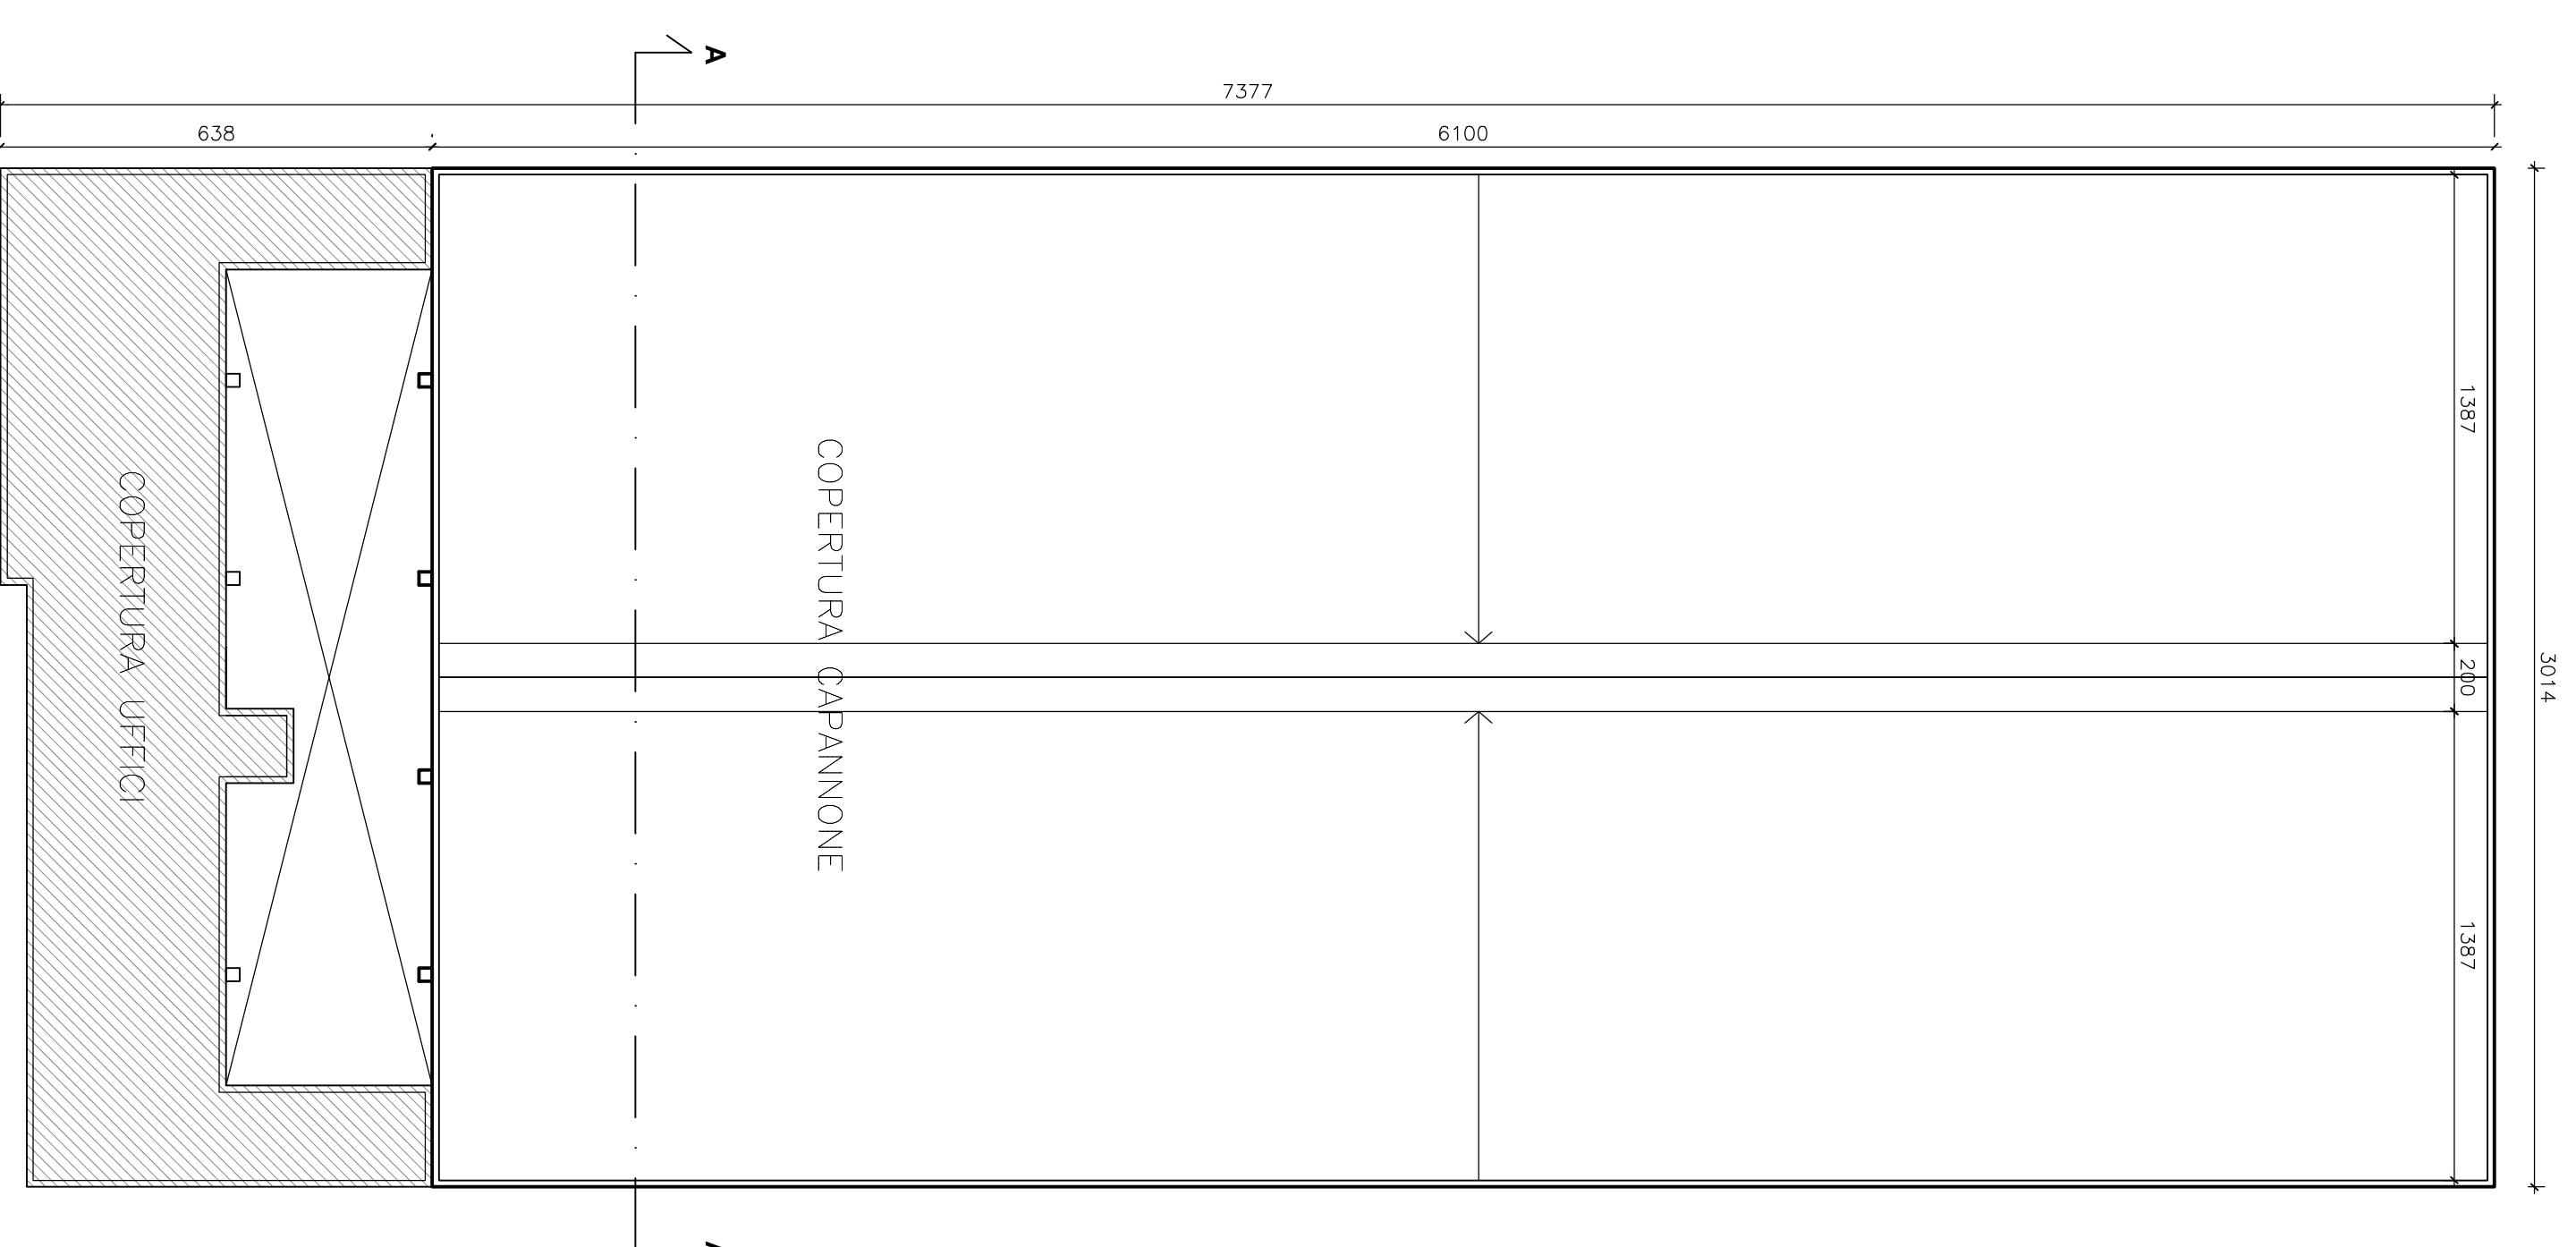 A
7377
638
6100
3014
1387
200
1387
COPERTURA CAPANNONE
COPERTURA UFFICI
A